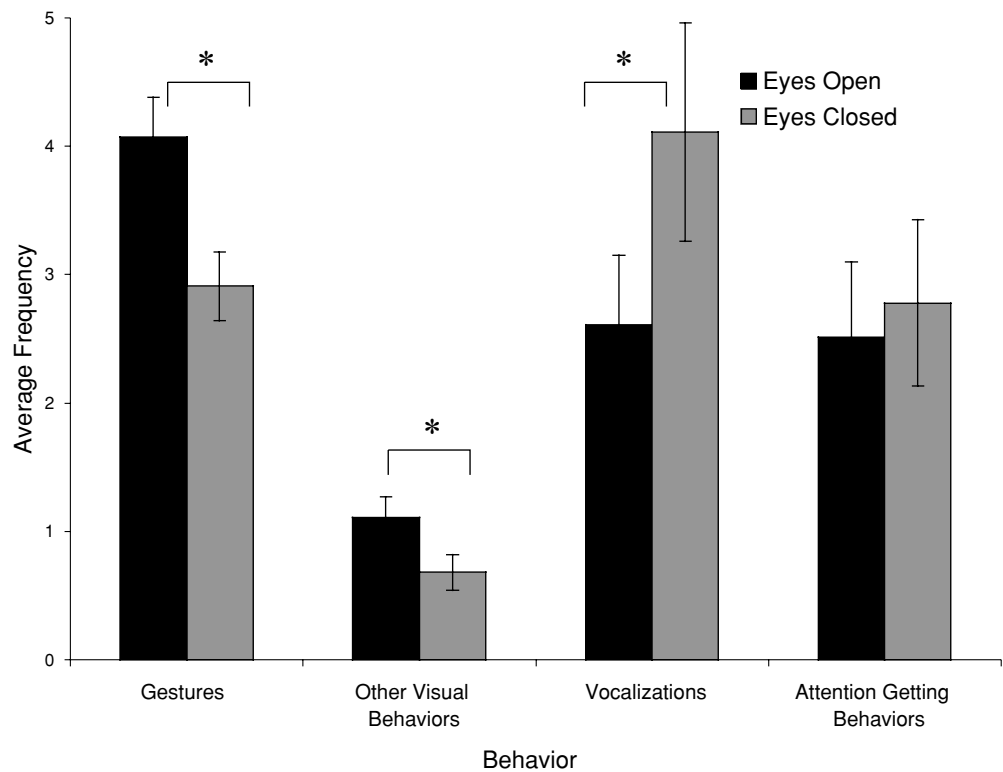 5
4
3
2
1
0
Average Frequency
*
*
*
Eyes Open
Eyes Closed
Gestures
Other Visual
Behaviors
Vocalizations
Attention Getting
Behaviors
Behavior